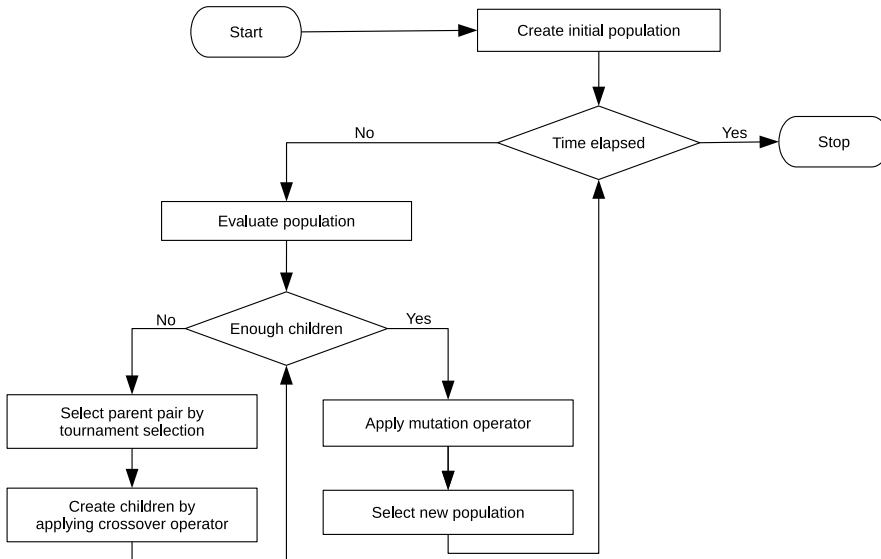 Start
Create initial population
No
Time elapsed
Yes
Stop
Evaluate population
No
Enough children
Yes
Select parent pair by
tournament selection
Apply mutation operator
Create children by
applying crossover operator
Select new population